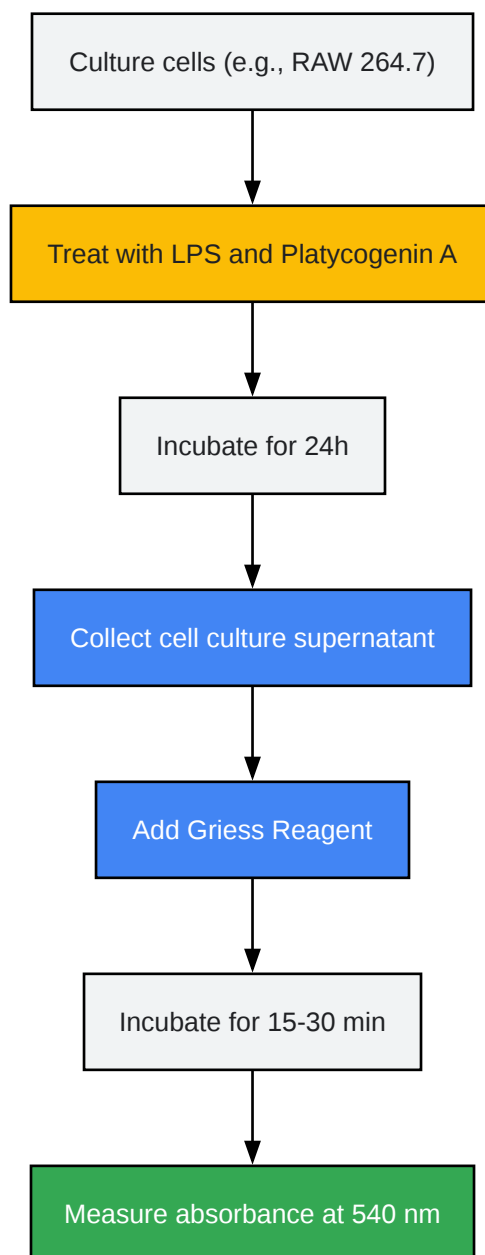 Culture cells (e.g., RAW 264.7)
Treat with LPS and Platycogenin A
Incubate for 24h
Collect cell culture supernatant
Add Griess Reagent
Incubate for 15-30 min
Measure absorbance at 540 nm